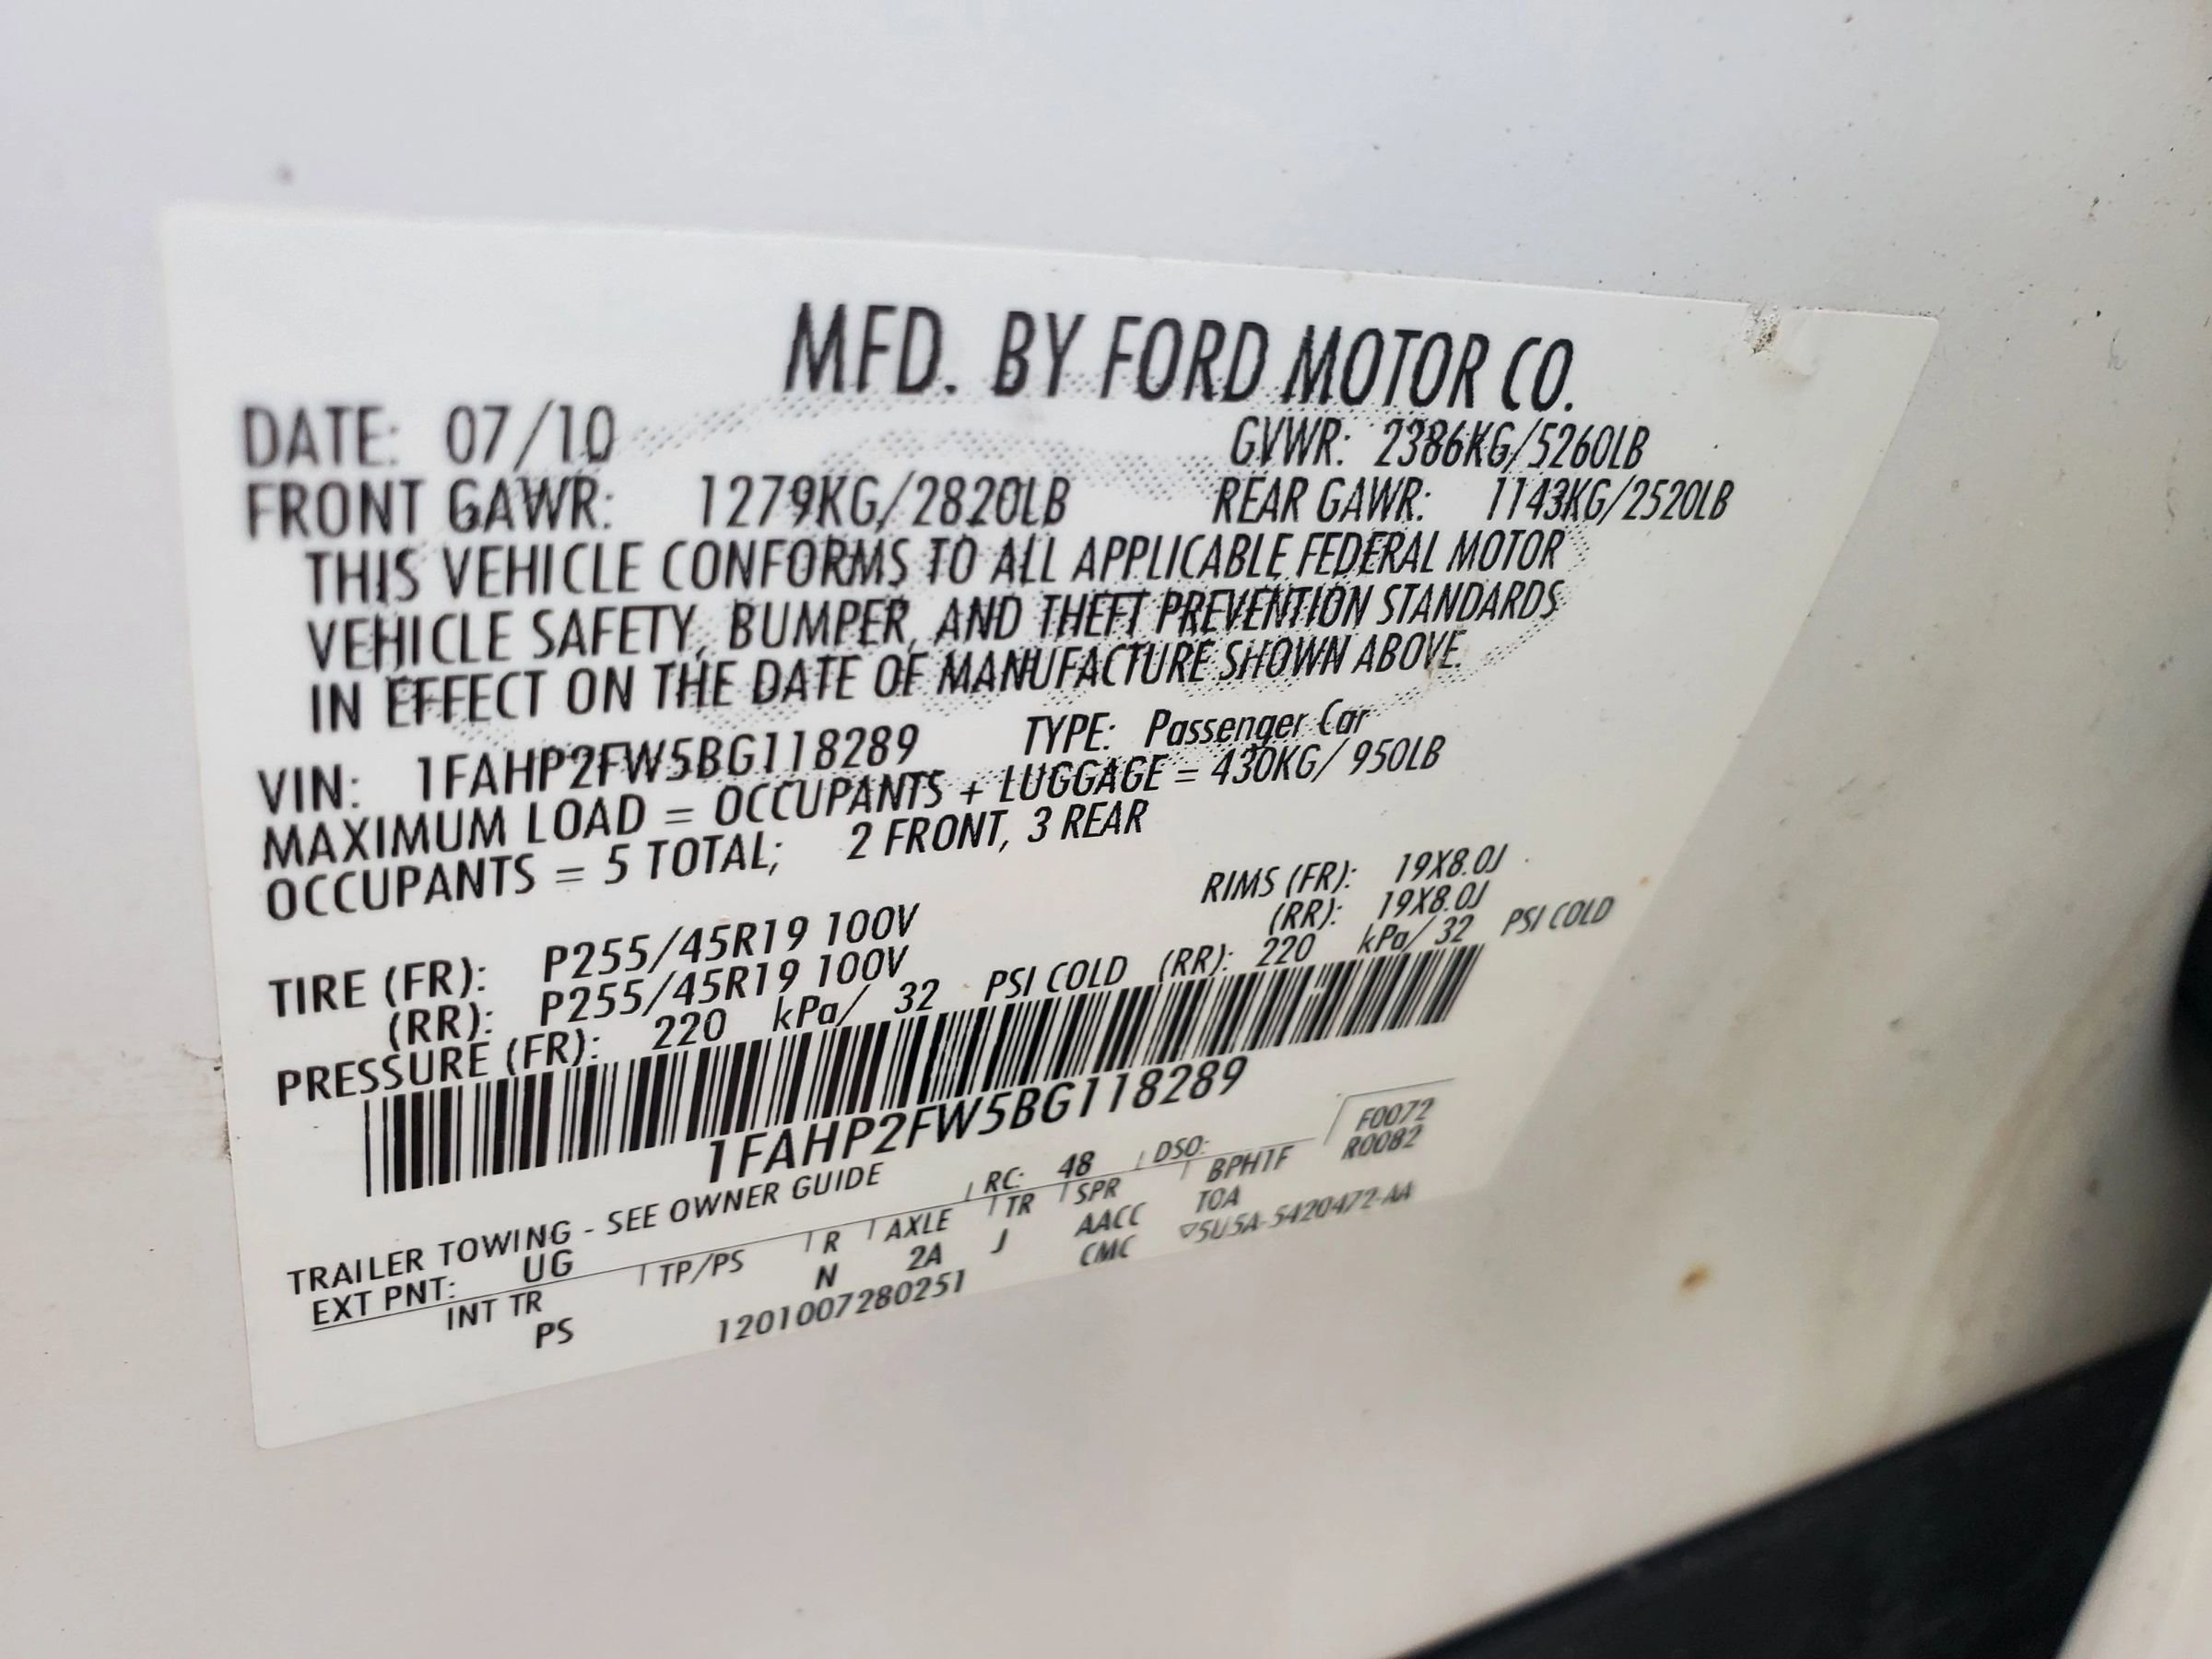 MFD. BY FORD MOTOR CO.
DATE: 07/10 GVWR: 2386KG/5260LB
FRONT GAWR: 1279KG/2820LB REAR GAWR: 1143KG/2520LB
THIS VEHICLE CONFORMS TO ALL APPLICABLE FEDERAL MOTOR
VEHICLE SAFETY, BUMPER, AND THEFT PREVENTION STANDARDS
IN EFFECT ON THE DATE OF MANUFACTURE SHOWN ABOVE.
VIN: 1FAHP2FW5BG118289 TYPE: Passenger Car
MAXIMUM LOAD = OCCUPANTS + LUGGAGE = 430KG/ 950LB
OCCUPANTS = 5 TOTAL; 2 FRONT, 3 REAR
RIMS (FR): 19X8.0J
TIRE (FR): P255/45R19 100V (RR): 19X8.0J
(RR): P255/45R19 100V
PRESSURE (FR): 220 kPa/ 32 PSI COLD (RR): 220 kPa/ 32 PSI COLD
1FAHP2FW5BG118289
TRAILER TOWING - SEE OWNER GUIDE
F0072
R0082
EXT PNT: UG RC: 48 DSO:
INT TR TP/PS R AXLE TR SPR BPH1F
PS N 2A J AACC TOA
1201007280251 CMC ▽5U5A-5420472-AA